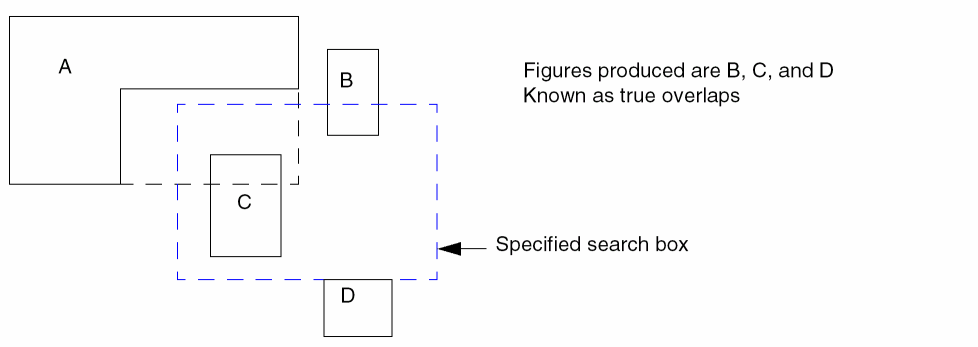 A
B
Figures produced are B, C, and D
Known as true overlaps
C
Specified search box
D